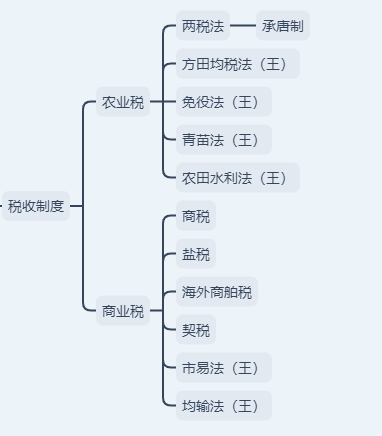 税收制度
农业税
两税法
承唐制
方田均税法（王）
免役法（王）
青苗法（王）
农田水利法（王）
商业税
商税
盐税
海外商舶税
契税
市易法（王）
均输法（王）